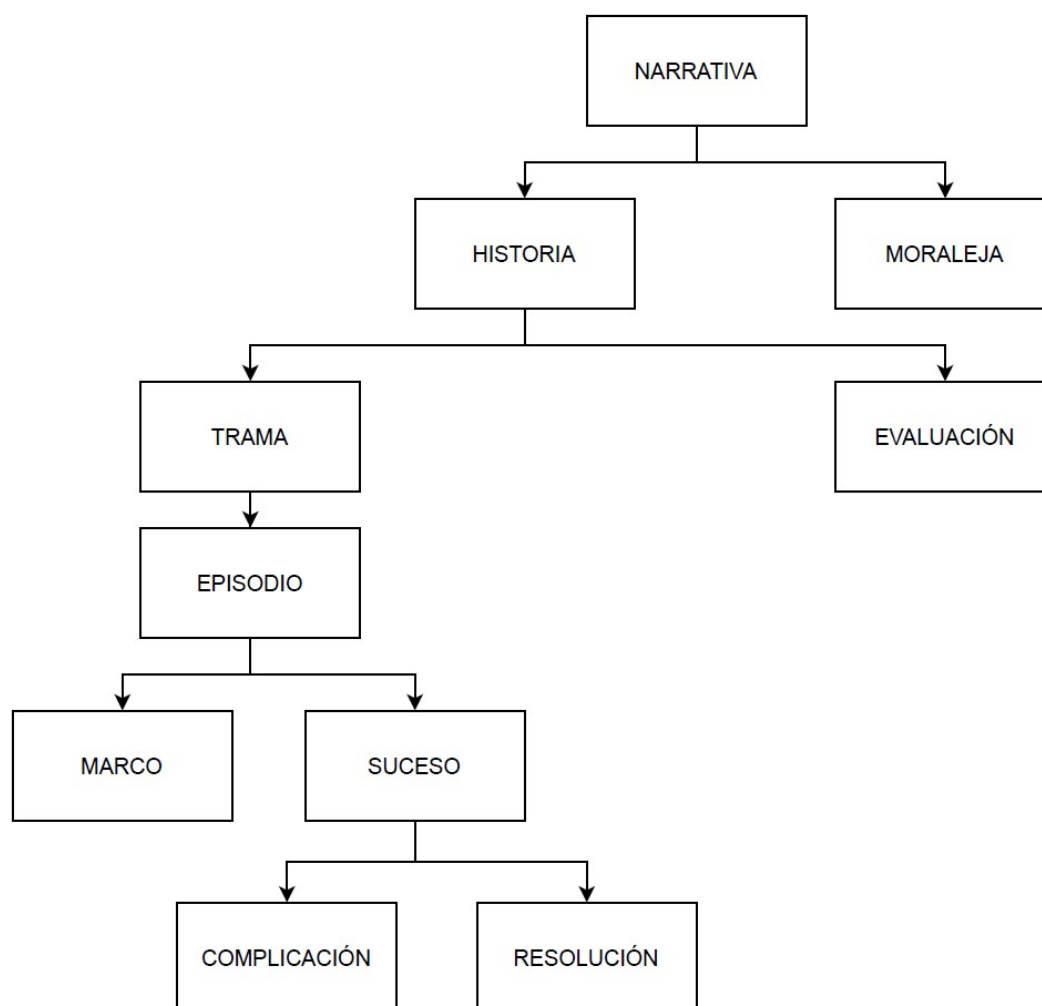 NARRATIVA
HISTORIA
MORALEJA
TRAMA
EVALUACIÓN
EPISODIO
MARCO
SUCESO
COMPLICACIÓN
RESOLUCIÓN